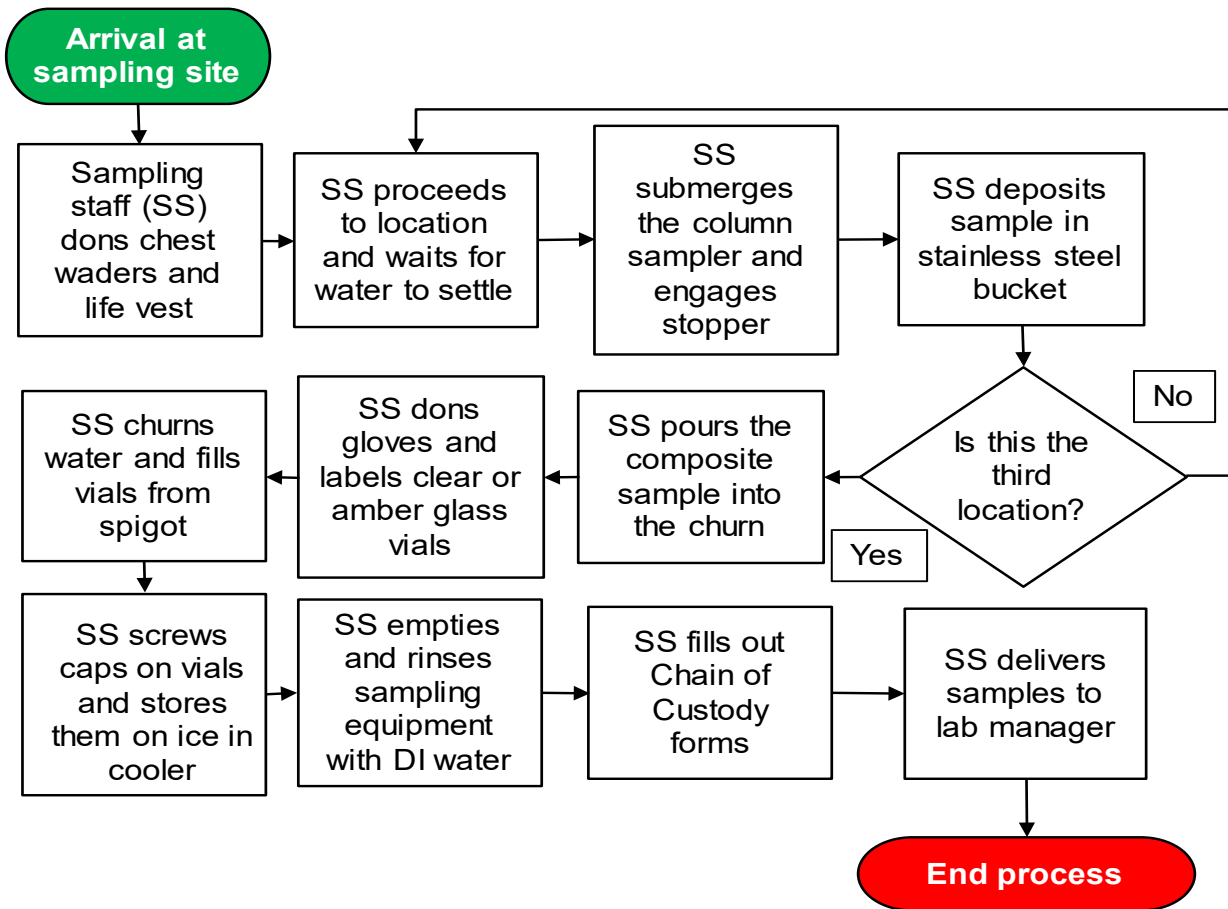 Arrival at
sampling site
Sampling
staff (SS)
dons chest
waders and
life vest
SS proceeds
to location
and waits for
water to settle
SS
submerges
the column
sampler and
engages
stopper
SS deposits
sample in
stainless steel
bucket
Is this the
third
location?
No
Yes
SS pours the
composite
sample into
the churn
SS dons
gloves and
labels clear or
amber glass
vials
SS churns
water and fills
vials from
spigot
SS screws
caps on vials
and stores
them on ice in
cooler
SS empties
and rinses
sampling
equipment
with DI water
SS fills out
Chain of
Custody
forms
SS delivers
samples to
lab manager
End process